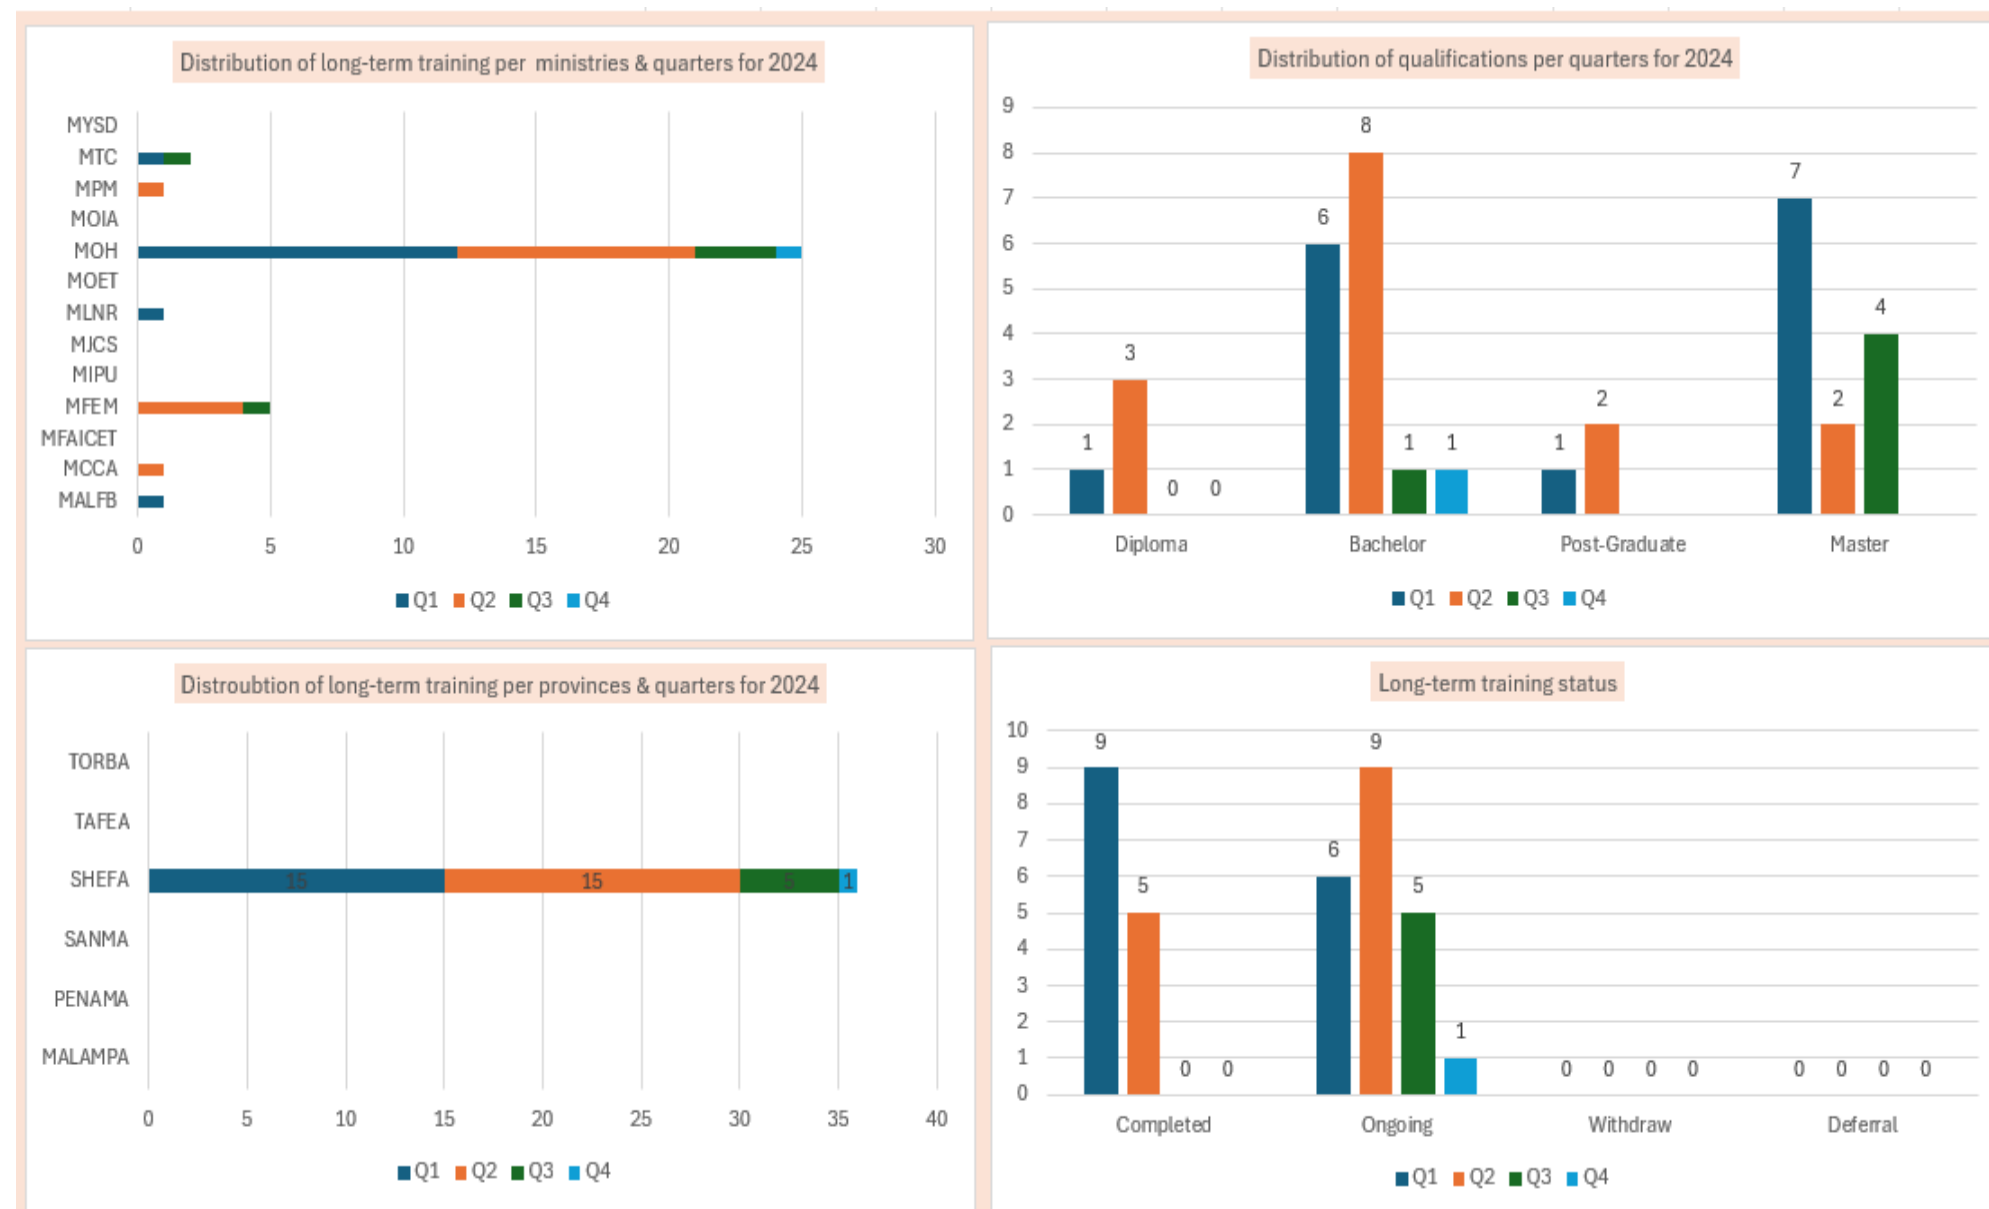 Distribution of long-term training per  ministries & quarters for 2024
MYSD
MTC
MPM
MOIA
MOH
MOET
MLNR
MJCS
MIPU
MFEM
MFAICET
MCCA
MALFB
0 5 10 15 20 25 30
Q1 Q2 Q3 Q4
Distribution of qualifications per quarters for 2024
9
8
7
6
5
4
3
2
1
0
1 3 0 0
6 8 1 1
1 2
7 2 4
Diploma Bachelor Post-Graduate Master
Q1 Q2 Q3 Q4
Distroubtion of long-term training per provinces & quarters for 2024
TORBA
TAFEA
SHEFA 15 15 5 1
SANMA
PENAMA
MALAMPA
0 5 10 15 20 25 30 35 40
Q1 Q2 Q3 Q4
Long-term training status
10
9
8
7
6
5
4
3
2
1
0
9 5 0 0
6 9 5 1
0 0 0 0
0 0 0 0
Completed Ongoing Withdraw Deferral
Q1 Q2 Q3 Q4